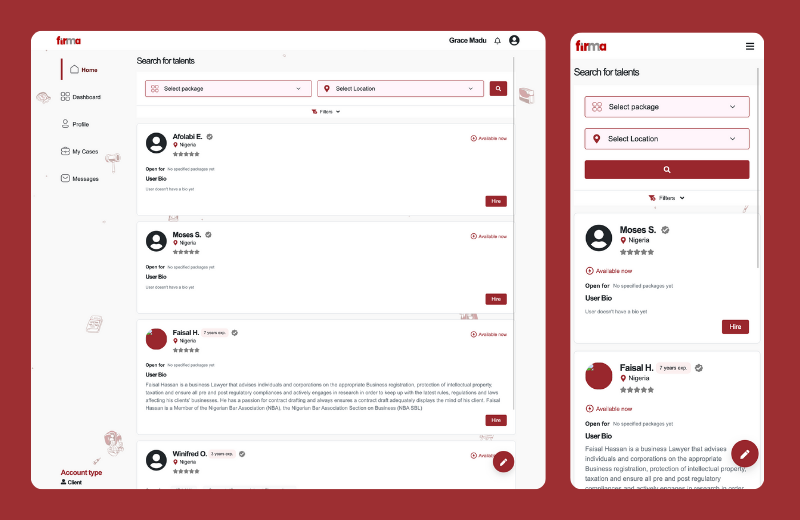 firma
Grace Madu
Home
Dashboard
Profile
My Cases
Messages
Account type
Client
Search for talents
Select package
Select Location
Filters
Afolabi E.
Nigeria
Available now
Open for No specified packages yet
User Bio
User doesn't have a bio yet
Hire
Moses S.
Nigeria
Available now
Open for No specified packages yet
User Bio
User doesn't have a bio yet
Hire
Faisal H. 7 years exp.
Nigeria
Available now
Open for No specified packages yet
User Bio
Faisal Hassan is a business Lawyer that advises individuals and corporations on the appropriate Business registration, protection of intellectual property,
taxation and ensure all pre and post regulatory compliances and actively engages in research in order to keep up with the latest rules, regulations and laws
affecting his clients' businesses. He has a passion for contract drafting and always ensures a contract draft adequately displays the mind of his client. Faisal
Hassan is a Member of the Nigerian Bar Association (NBA), the Nigerian Bar Association Section on Business (NBA SBL)
Hire
Winifred O. 3 years exp.
Nigeria
firma
Search for talents
Select package
Select Location
Filters
Moses S.
Nigeria
Available now
Open for No specified packages yet
User Bio
User doesn't have a bio yet
Hire
Faisal H. 7 years exp.
Nigeria
Available now
Open for No specified packages yet
User Bio
Faisal Hassan is a business Lawyer that advises
individuals and corporations on the appropriate
Business registration, protection of intellectual property,
taxation and ensure all pre and post regulatory
compliances and actively engages in research in order